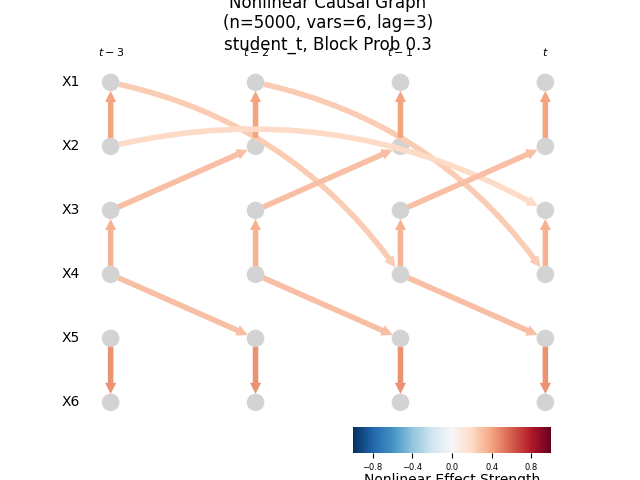 Nonlinear Causal Graph
(n=5000, vars=6, lag=3)
student_t, Block Prob 0.3
t − 3 t − 2 t − 1 t
X1
X2
X3
X4
X5
X6
−0.8 −0.4 0.0 0.4 0.8
Nonlinear Effect Strength